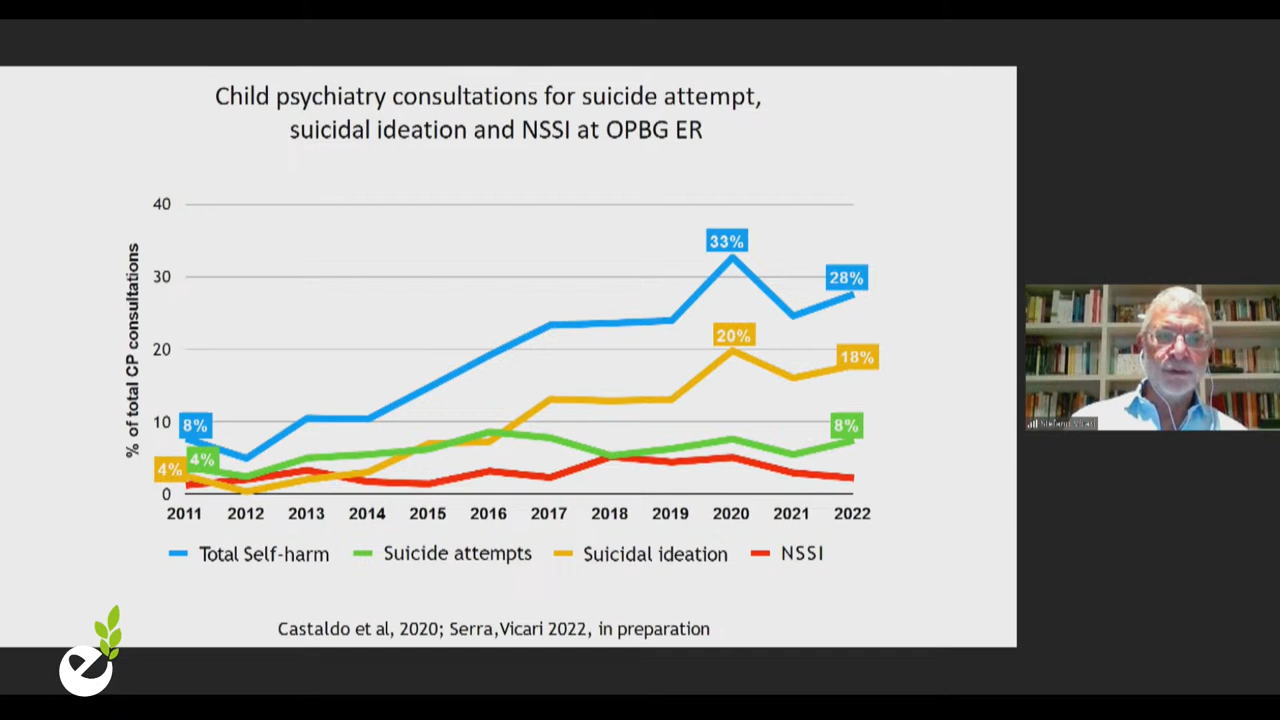 Child psychiatry consultations for suicide attempt,
suicidal ideation and NSSI at OPBG ER
% of total CP consultations
40
30
20
10
0
33%
28%
20%
18%
8%
8%
4%
4%
2011 2012 2013 2014 2015 2016 2017 2018 2019 2020 2021 2022
Total Self-harm Suicide attempts Suicidal ideation NSSI
Castaldo et al, 2020; Serra,Vicari 2022, in preparation
Stefano Vicari
e